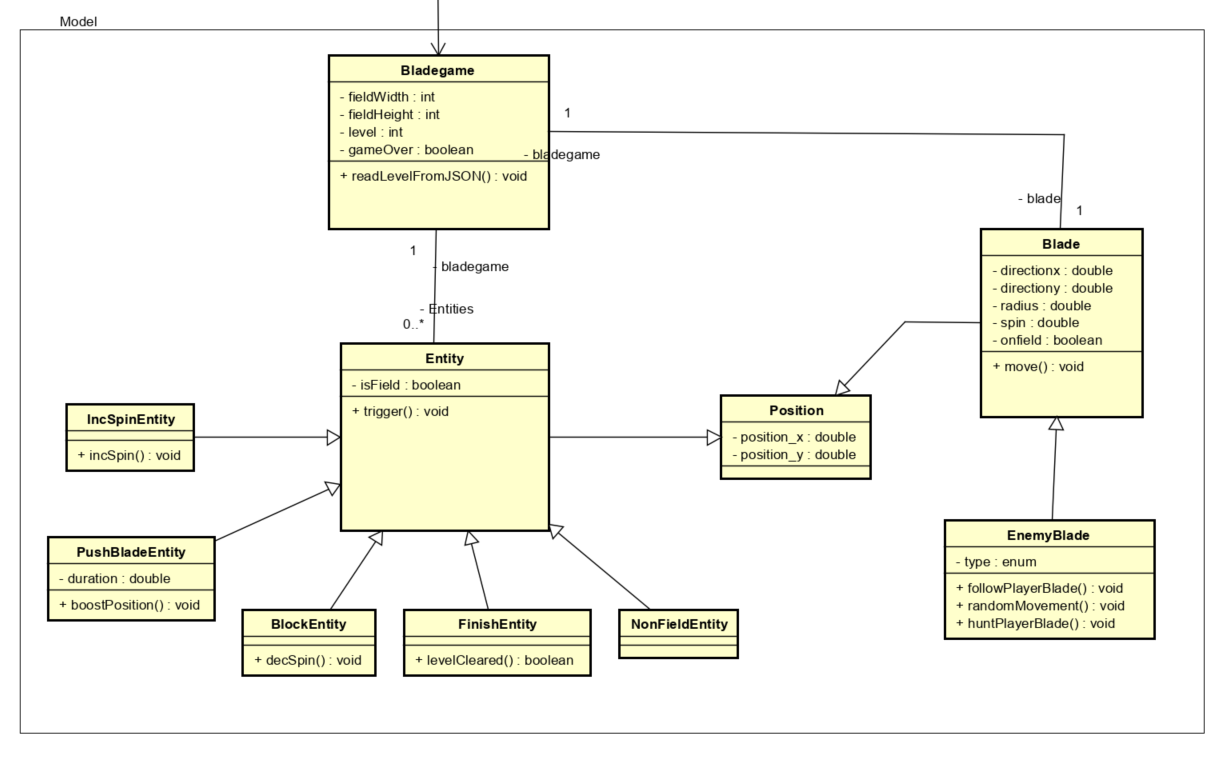 Model
Bladegame
- fieldWidth : int
- fieldHeight : int
- level : int
- gameOver : boolean
+ readLevelFromJSON() : void
1
- bladegame
- blade
1
1
- bladegame
- Entities
0..*
Blade
- directionx : double
- directiony : double
- radius : double
- spin : double
- onfield : boolean
+ move() : void
Entity
- isField : boolean
+ trigger() : void
Position
- position_x : double
- position_y : double
IncSpinEntity
+ incSpin() : void
PushBladeEntity
- duration : double
+ boostPosition() : void
BlockEntity
+ decSpin() : void
FinishEntity
+ levelCleared() : boolean
NonFieldEntity
EnemyBlade
- type : enum
+ followPlayerBlade() : void
+ randomMovement() : void
+ huntPlayerBlade() : void